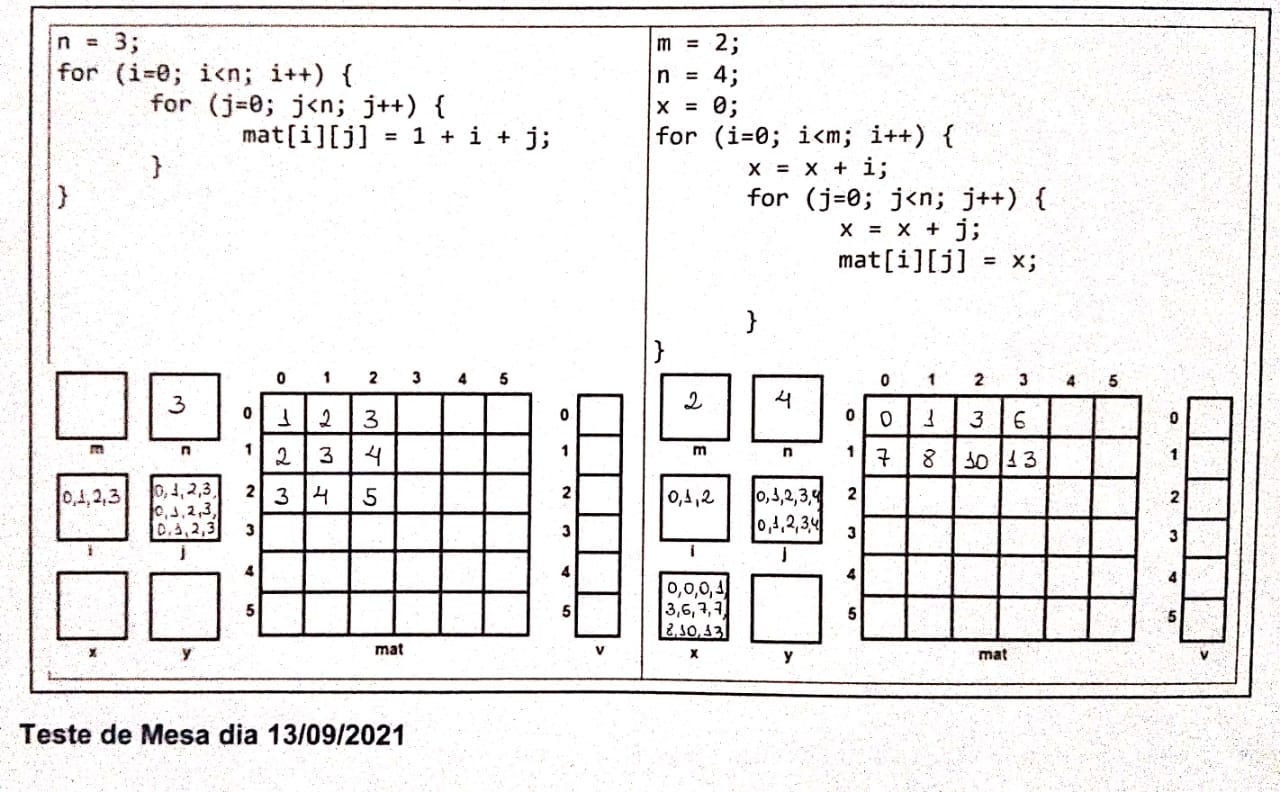 n = 3;
for (i=0; i<n; i++) {
for (j=0; j<n; j++) {
mat[i][j] = 1 + i + j;
}
}
0 1 2 3 4 5
3
m n
0 1 2 3
1 2 3 4
2 3 4 5
3
4
5
0,1,2,3
i
0,1,2,3,
0,1,2,3,
0,1,2,3
j
x y
mat
0
1
2
3
4
5
v
m = 2;
n = 4;
x = 0;
for (i=0; i<m; i++) {
x = x + i;
for (j=0; j<n; j++) {
x = x + j;
mat[i][j] = x;
}
}
0 1 2 3 4 5
2 4
m n
0 0 1 3 6
1 7 8 10 13
2
3
4
5
0,1,2
i
0,1,2,3,4
0,1,2,3,4
j
0,0,0,1,
3,6,7,7,
8,10,13
x y
mat
0
1
2
3
4
5
v
Teste de Mesa dia 13/09/2021